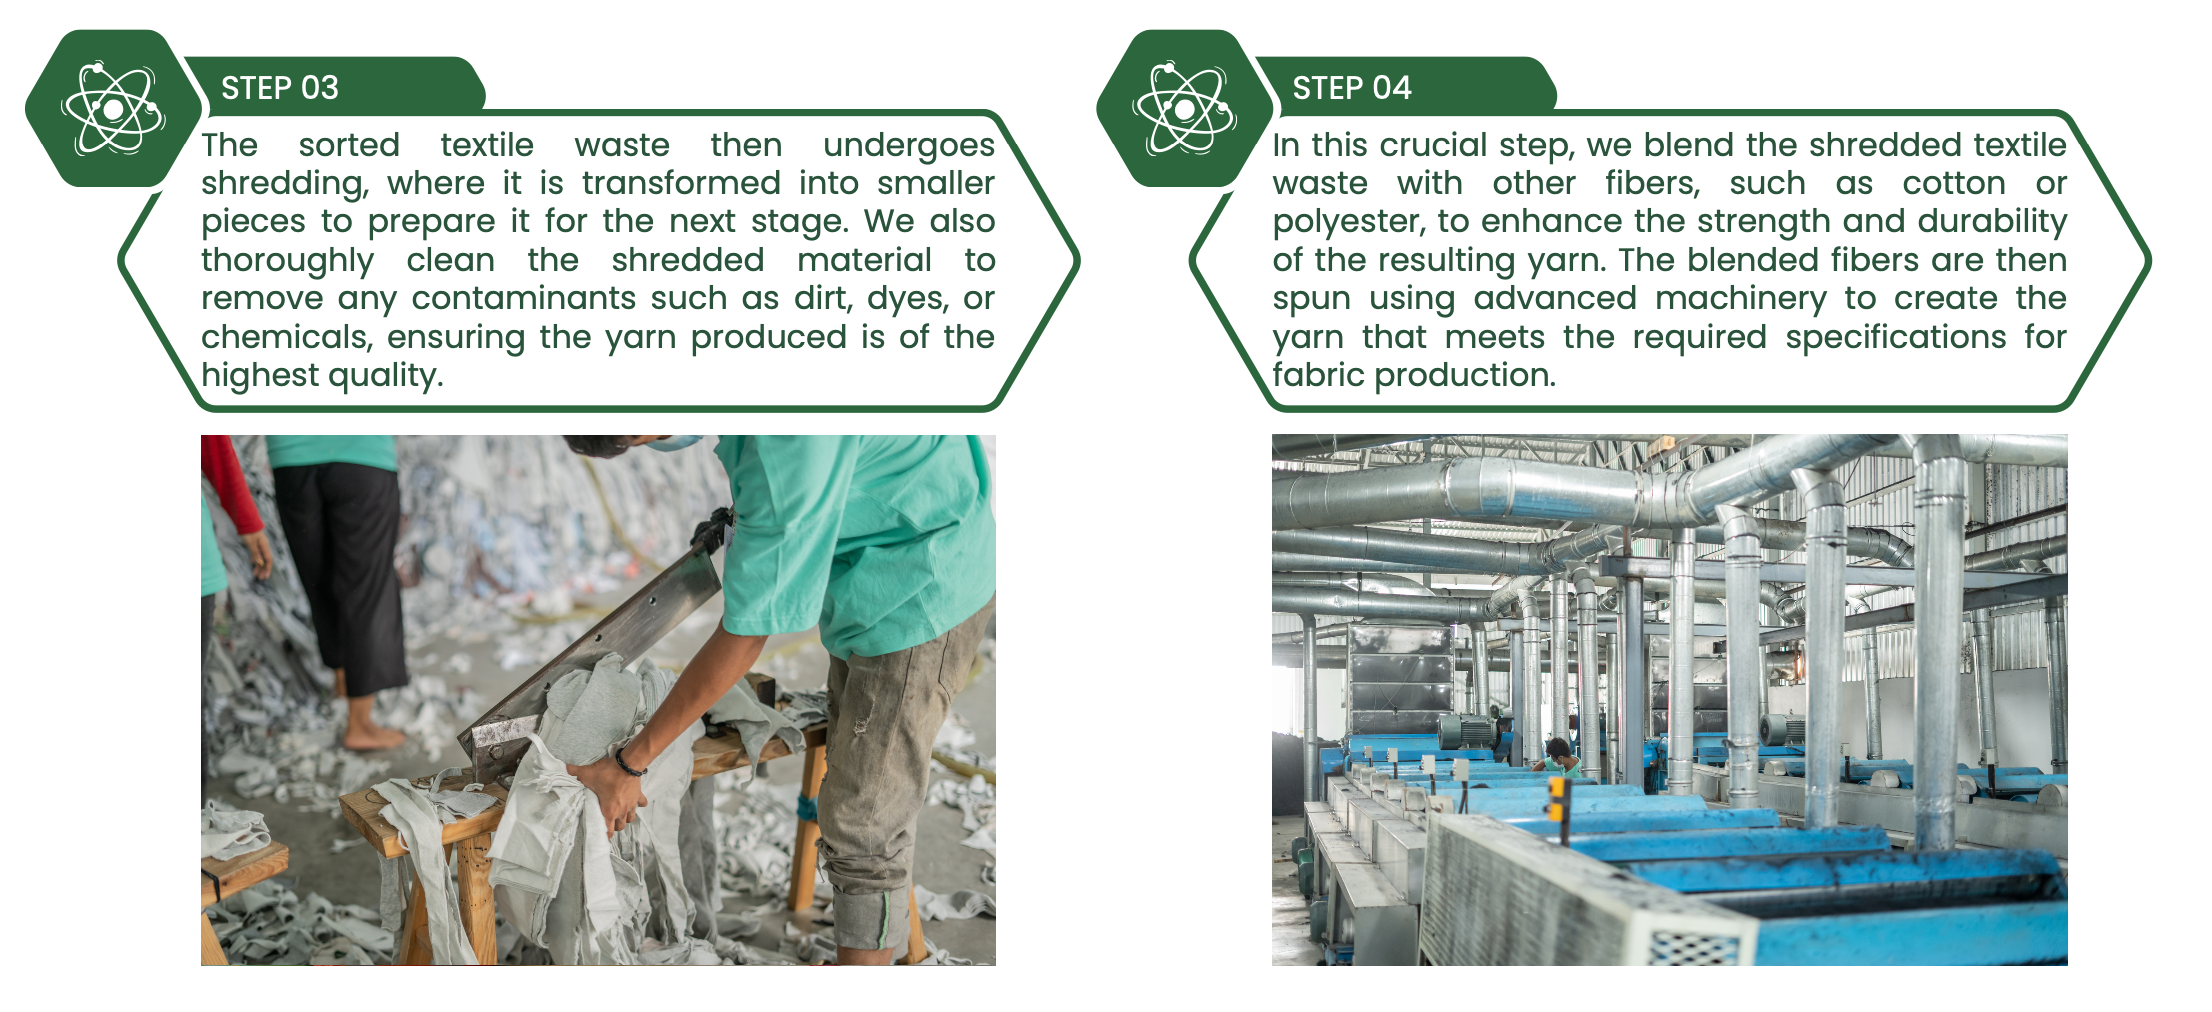 STEP 03
The sorted textile waste then undergoes
shredding, where it is transformed into smaller
pieces to prepare it for the next stage. We also
thoroughly clean the shredded material to
remove any contaminants such as dirt, dyes, or
chemicals, ensuring the yarn produced is of the
highest quality.
STEP 04
In this crucial step, we blend the shredded textile
waste with other fibers, such as cotton or
polyester, to enhance the strength and durability
of the resulting yarn. The blended fibers are then
spun using advanced machinery to create the
yarn that meets the required specifications for
fabric production.